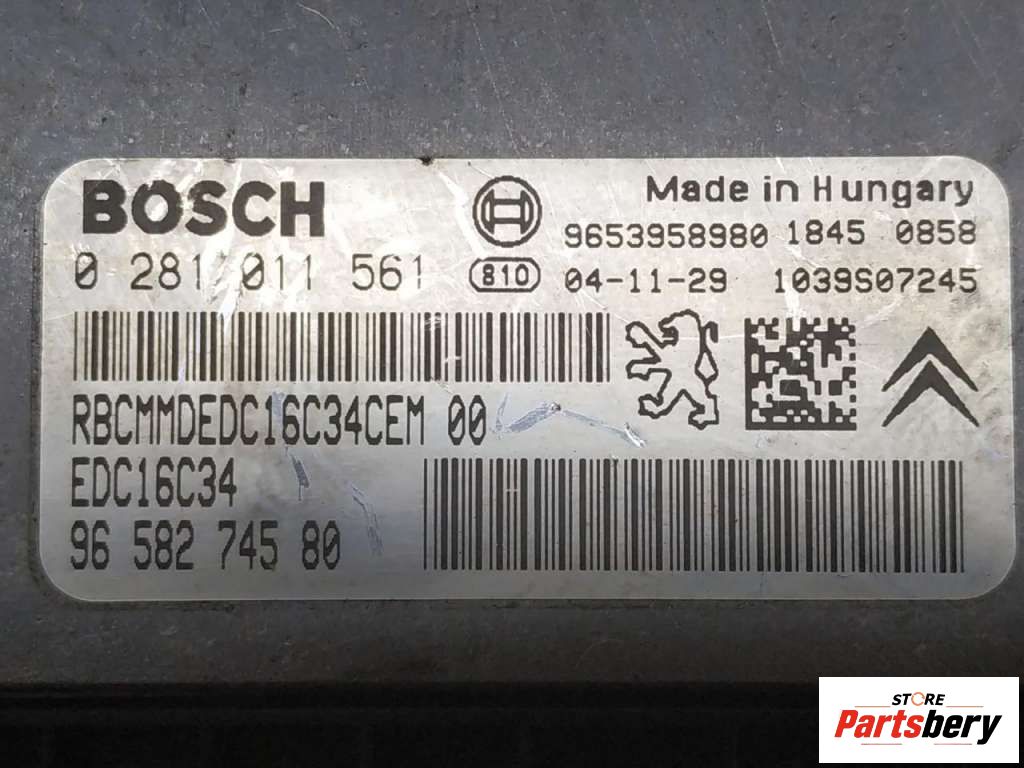 BOSCH
Made in Hungary
9653958980 1845 0858
0 281 011 561
810
04-11-29 1039S07245
RBCMMDEDC16C34CEM 00
EDC16C34
96 582 745 80
STORE
Partsbery